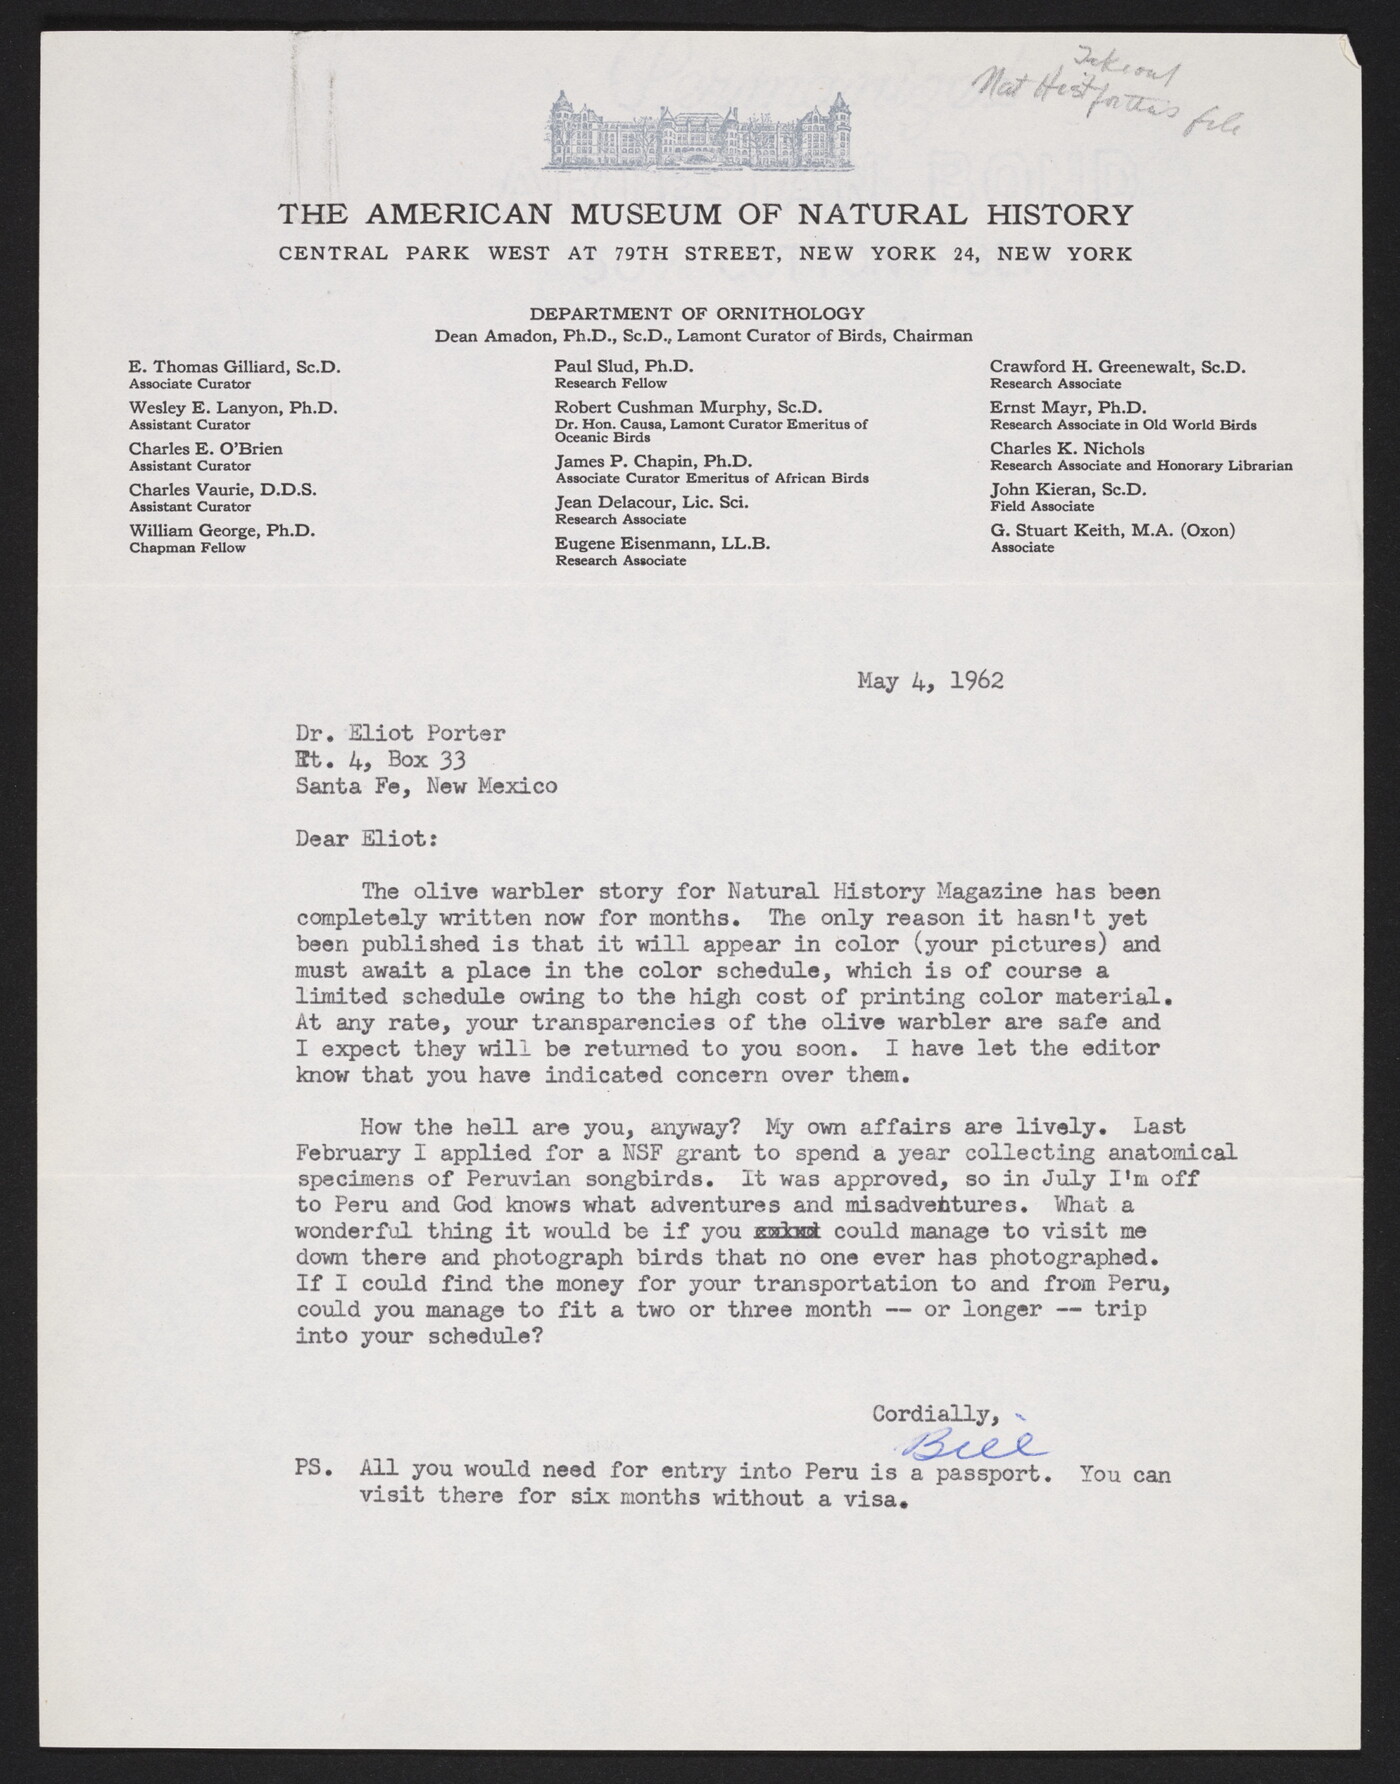 Take out
Nat Hist for this file
THE AMERICAN MUSEUM OF NATURAL HISTORY
CENTRAL PARK WEST AT 79TH STREET, NEW YORK 24, NEW YORK
DEPARTMENT OF ORNITHOLOGY
Dean Amadon, Ph.D., Sc.D., Lamont Curator of Birds, Chairman
E. Thomas Gilliard, Sc.D.
Associate Curator
Wesley E. Lanyon, Ph.D.
Assistant Curator
Charles E. O'Brien
Assistant Curator
Charles Vaurie, D.D.S.
Assistant Curator
William George, Ph.D.
Chapman Fellow
Paul Slud, Ph.D.
Research Fellow
Robert Cushman Murphy, Sc.D.
Dr. Hon. Causa, Lamont Curator Emeritus of
Oceanic Birds
James P. Chapin, Ph.D.
Associate Curator Emeritus of African Birds
Jean Delacour, Lic. Sci.
Research Associate
Eugene Eisenmann, LL.B.
Research Associate
Crawford H. Greenewalt, Sc.D.
Research Associate
Ernst Mayr, Ph.D.
Research Associate in Old World Birds
Charles K. Nichols
Research Associate and Honorary Librarian
John Kieran, Sc.D.
Field Associate
G. Stuart Keith, M.A. (Oxon)
Associate
May 4, 1962
Dr. Eliot Porter
Rt. 4, Box 33
Santa Fe, New Mexico
Dear Eliot:
The olive warbler story for Natural History Magazine has been
completely written now for months. The only reason it hasn't yet
been published is that it will appear in color (your pictures) and
must await a place in the color schedule, which is of course a
limited schedule owing to the high cost of printing color material.
At any rate, your transparencies of the olive warbler are safe and
I expect they will be returned to you soon. I have let the editor
know that you have indicated concern over them.
How the hell are you, anyway? My own affairs are lively. Last
February I applied for a NSF grant to spend a year collecting anatomical
specimens of Peruvian songbirds. It was approved, so in July I'm off
to Peru and God knows what adventures and misadventures. What a
wonderful thing it would be if you could manage to visit me
down there and photograph birds that no one ever has photographed.
If I could find the money for your transportation to and from Peru,
could you manage to fit a two or three month -- or longer -- trip
into your schedule?
Cordially,
Bill
PS. All you would need for entry into Peru is a passport. You can
visit there for six months without a visa.